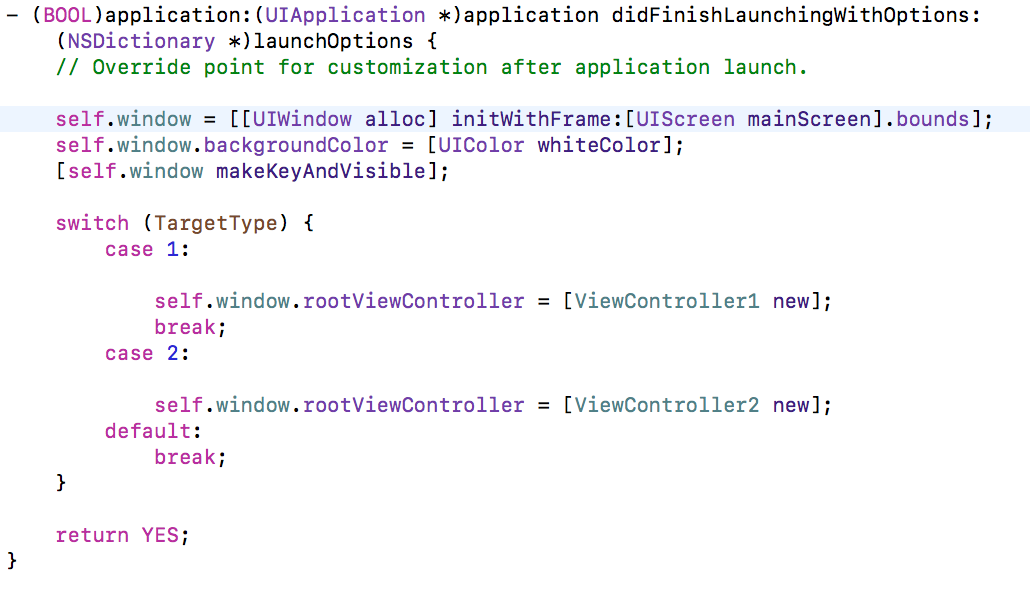 - (BOOL)application:(UIApplication *)application didFinishLaunchingWithOptions:
    (NSDictionary *)launchOptions {
    // Override point for customization after application launch.

    self.window = [[UIWindow alloc] initWithFrame:[UIScreen mainScreen].bounds];
    self.window.backgroundColor = [UIColor whiteColor];
    [self.window makeKeyAndVisible];

    switch (TargetType) {
        case 1:

            self.window.rootViewController = [ViewController1 new];
            break;
        case 2:

            self.window.rootViewController = [ViewController2 new];
        default:
            break;
    }

    return YES;
}